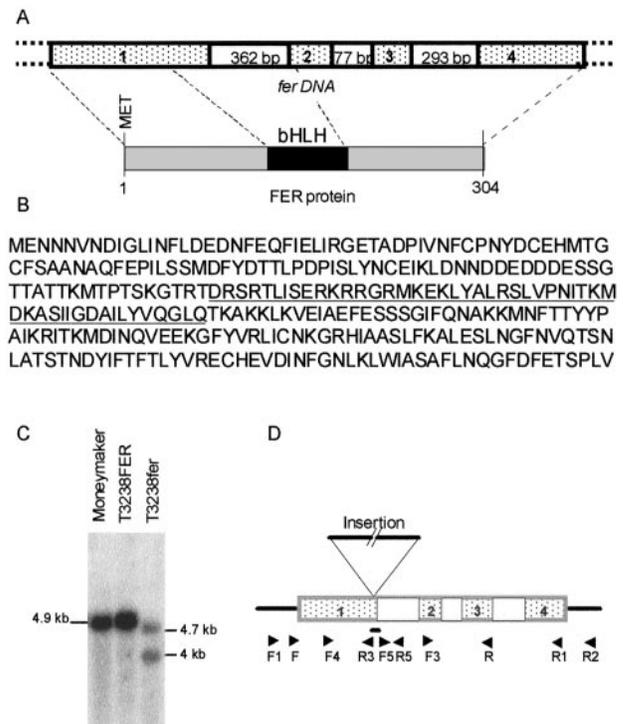 A
1 362 bp 2 77 bp 3 293 bp 4
fer DNA
MET
bHLH
1 304
FER protein
B
MENNNVNDIGLINFLDEDNFEQFIELIRGETADPIVNFCPNYDCEHMTG
CFSAANAQFEPILSSMDFYDTTLPDPISLYNCEIKLDNNDDEDDDESSG
TTATTKMTPTSKGTRTDRSRTLISERKRRGRMKEKLYALRSLVPNITKM
DKASIIGDAILYVQGLQTKAKKLKVEIAEFESSSGIFQNAKKMNFTTYYP
AIKRITKMDINQVEEKGFYVRLICNKGRHIAASLFKALESLNGFNVQTSN
LATSTNDYIFTFTLYVRECHEVDINFGNLKLWIASAFLNQGFDFETSPLV
C
Moneymaker
T3238FER
T3238fer
4.9 kb
4.7 kb
4 kb
D
Insertion
1 2 3 4
F1 F F4 R3 F5 R5 F3 R R1 R2